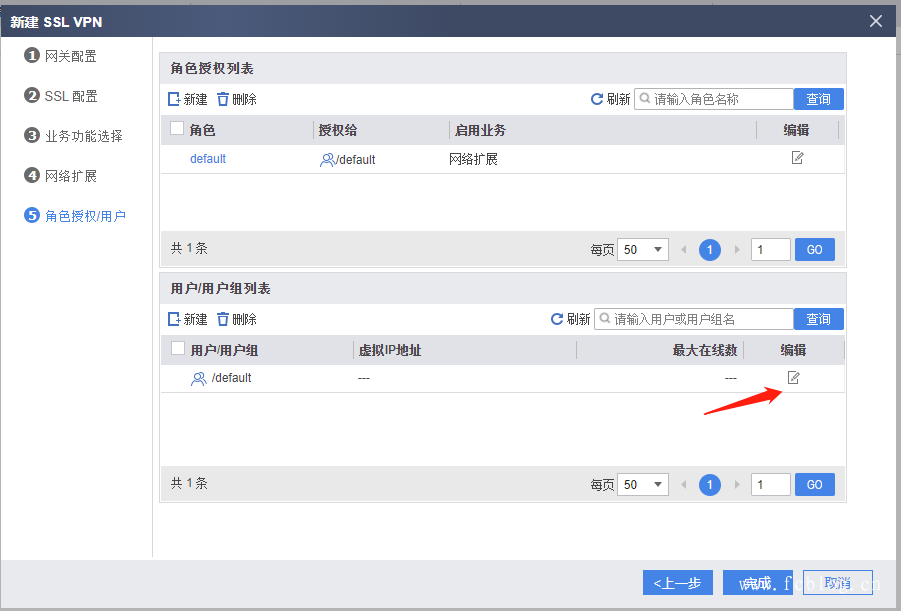 新建 SSL VPN
1 网关配置
2 SSL 配置
3 业务功能选择
4 网络扩展
5 角色授权/用户
角色授权列表
新建 删除 刷新 请输入角色名称 查询
角色 授权给 启用业务 编辑
default /default 网络扩展
共 1 条 每页 50 1 1 GO
用户/用户组列表
新建 删除 刷新 请输入用户或用户组名 查询
用户/用户组 虚拟IP地址 最大在线数 编辑
/default --- ---
共 1 条 每页 50 1 1 GO
<上一步 完成 取消